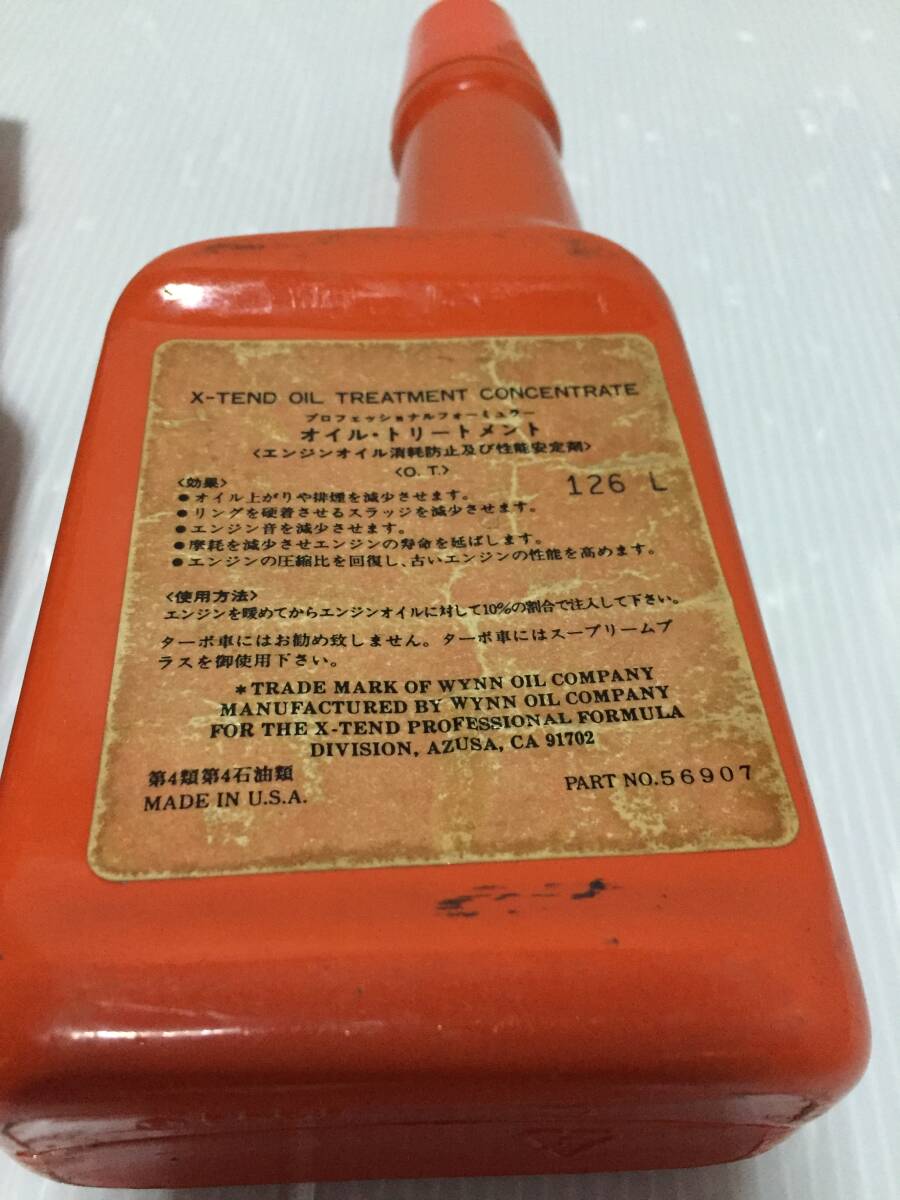 X-TEND OIL TREATMENT CONCENTRATE
プロフェッショナルフォーミュラー
オイル・トリートメント
〈エンジンオイル消耗防止及び性能安定剤〉
〈O. T.〉
126 L
〈効果〉
●オイル上がりや排煙を減少させます。
●リングを硬着させるスラッジを減少させます。
●エンジン音を減少させます。
●摩耗を減少させエンジンの寿命を延ばします。
●エンジンの圧縮比を回復し、古いエンジンの性能を高めます。
〈使用方法〉
エンジンを暖めてからエンジンオイルに対して10%の割合で注入して下さい。
ターボ車にはお勧め致しません。ターボ車にはスープリームプ
ラスを御使用下さい。
*TRADE MARK OF WYNN OIL COMPANY
MANUFACTURED BY WYNN OIL COMPANY
FOR THE X-TEND PROFESSIONAL FORMULA
DIVISION, AZUSA, CA 91702
第4類第4石油類
MADE IN U.S.A.
PART NO.56907